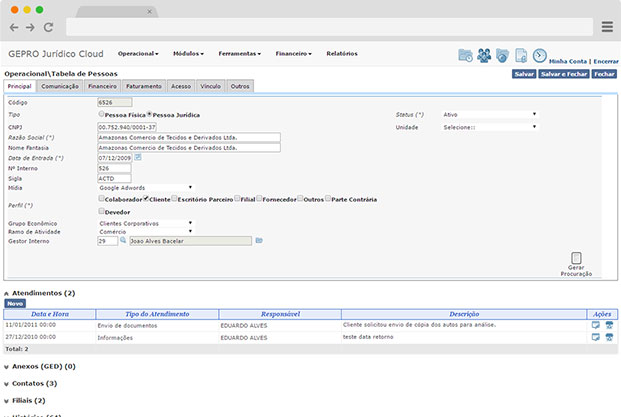 GEPRO Jurídico Cloud
Operacional
Módulos
Ferramentas
Financeiro
Relatórios
Minha Conta | Encerrar
Operacional\Tabela de Pessoas
Salvar
Salvar e Fechar
Fechar
Principal
Comunicação
Financeiro
Faturamento
Acesso
Vínculo
Outros
Código 6526
Tipo Pessoa Física Pessoa Jurídica Status (*) Ativo
CNPJ 00.752.940/0001-37 Unidade Selecione::
Razão Social (*) Amazonas Comercio de Tecidos e Derivados Ltda.
Nome Fantasia Amazonas Comercio de Tecidos e Derivados Ltda.
Data de Entrada (*) 07/12/2009
Nº Interno 526
Sigla ACTD
Mídia Google Adwords
Perfil (*) Colaborador Cliente Escritório Parceiro Filial Fornecedor Outros Parte Contrária
Devedor
Grupo Econômico Clientes Corporativos
Ramo de Atividade Comércio
Gestor Interno 29 Joao Alves Bacelar
Gerar
Procuração
Atendimentos (2)
Novo
Data e Hora Tipo do Atendimento Responsável Descrição Ações
11/01/2011 00:00 Envio de documentos EDUARDO ALVES Cliente solicitou envio de cópia dos autos para análise.
27/12/2010 00:00 Informações EDUARDO ALVES teste data retorno
Total: 2
Anexos (GED) (0)
Contatos (3)
Filiais (2)